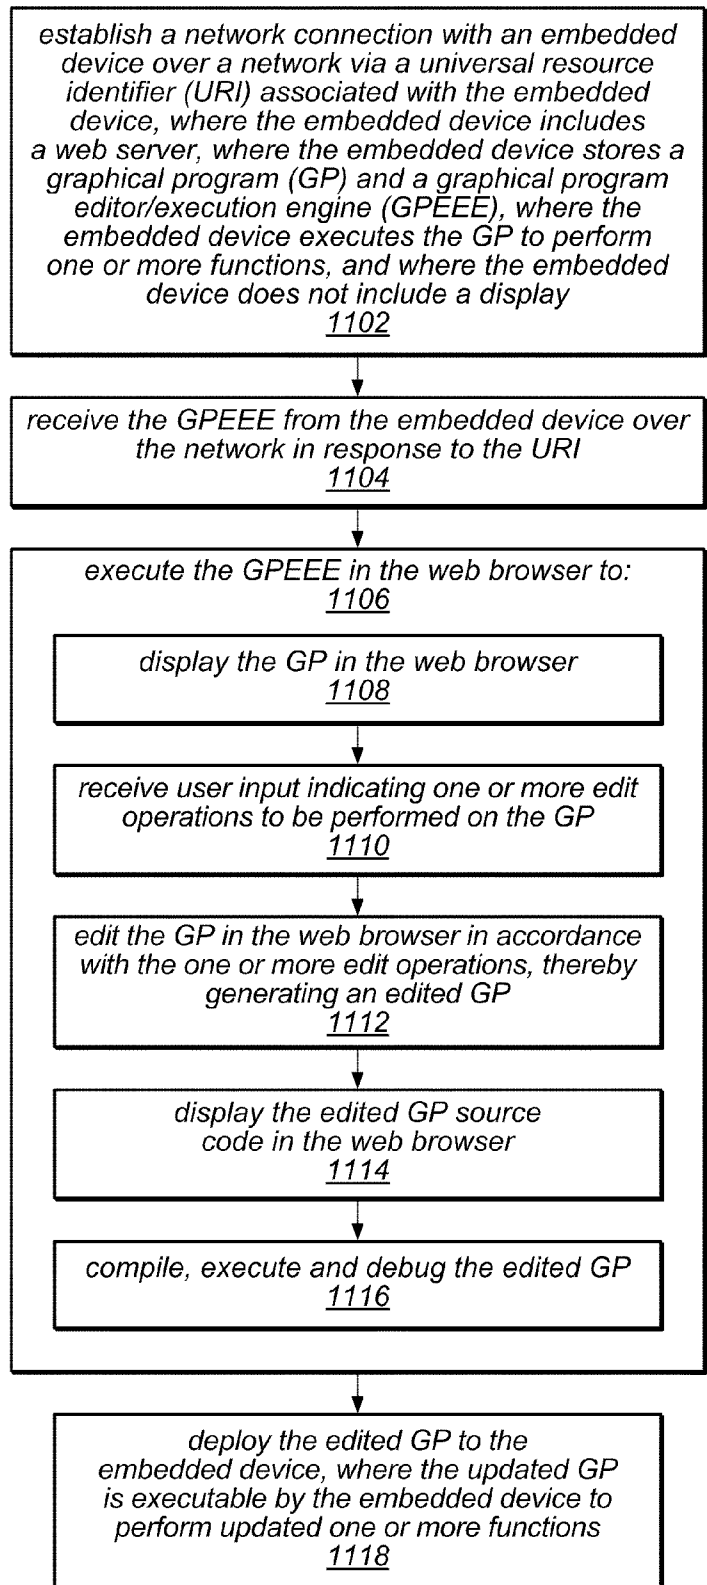 establish a network connection with an embedded
device over a network via a universal resource
identifier (URI) associated with the embedded
device, where the embedded device includes
a web server, where the embedded device stores a
graphical program (GP) and a graphical program
editor/execution engine (GPEEE), where the
embedded device executes the GP to perform
one or more functions, and where the embedded
device does not include a display
1102
receive the GPEEE from the embedded device over
the network in response to the URI
1104
execute the GPEEE in the web browser to:
1106
display the GP in the web browser
1108
receive user input indicating one or more edit
operations to be performed on the GP
1110
edit the GP in the web browser in accordance
with the one or more edit operations, thereby
generating an edited GP
1112
display the edited GP source
code in the web browser
1114
compile, execute and debug the edited GP
1116
deploy the edited GP to the
embedded device, where the updated GP
is executable by the embedded device to
perform updated one or more functions
1118